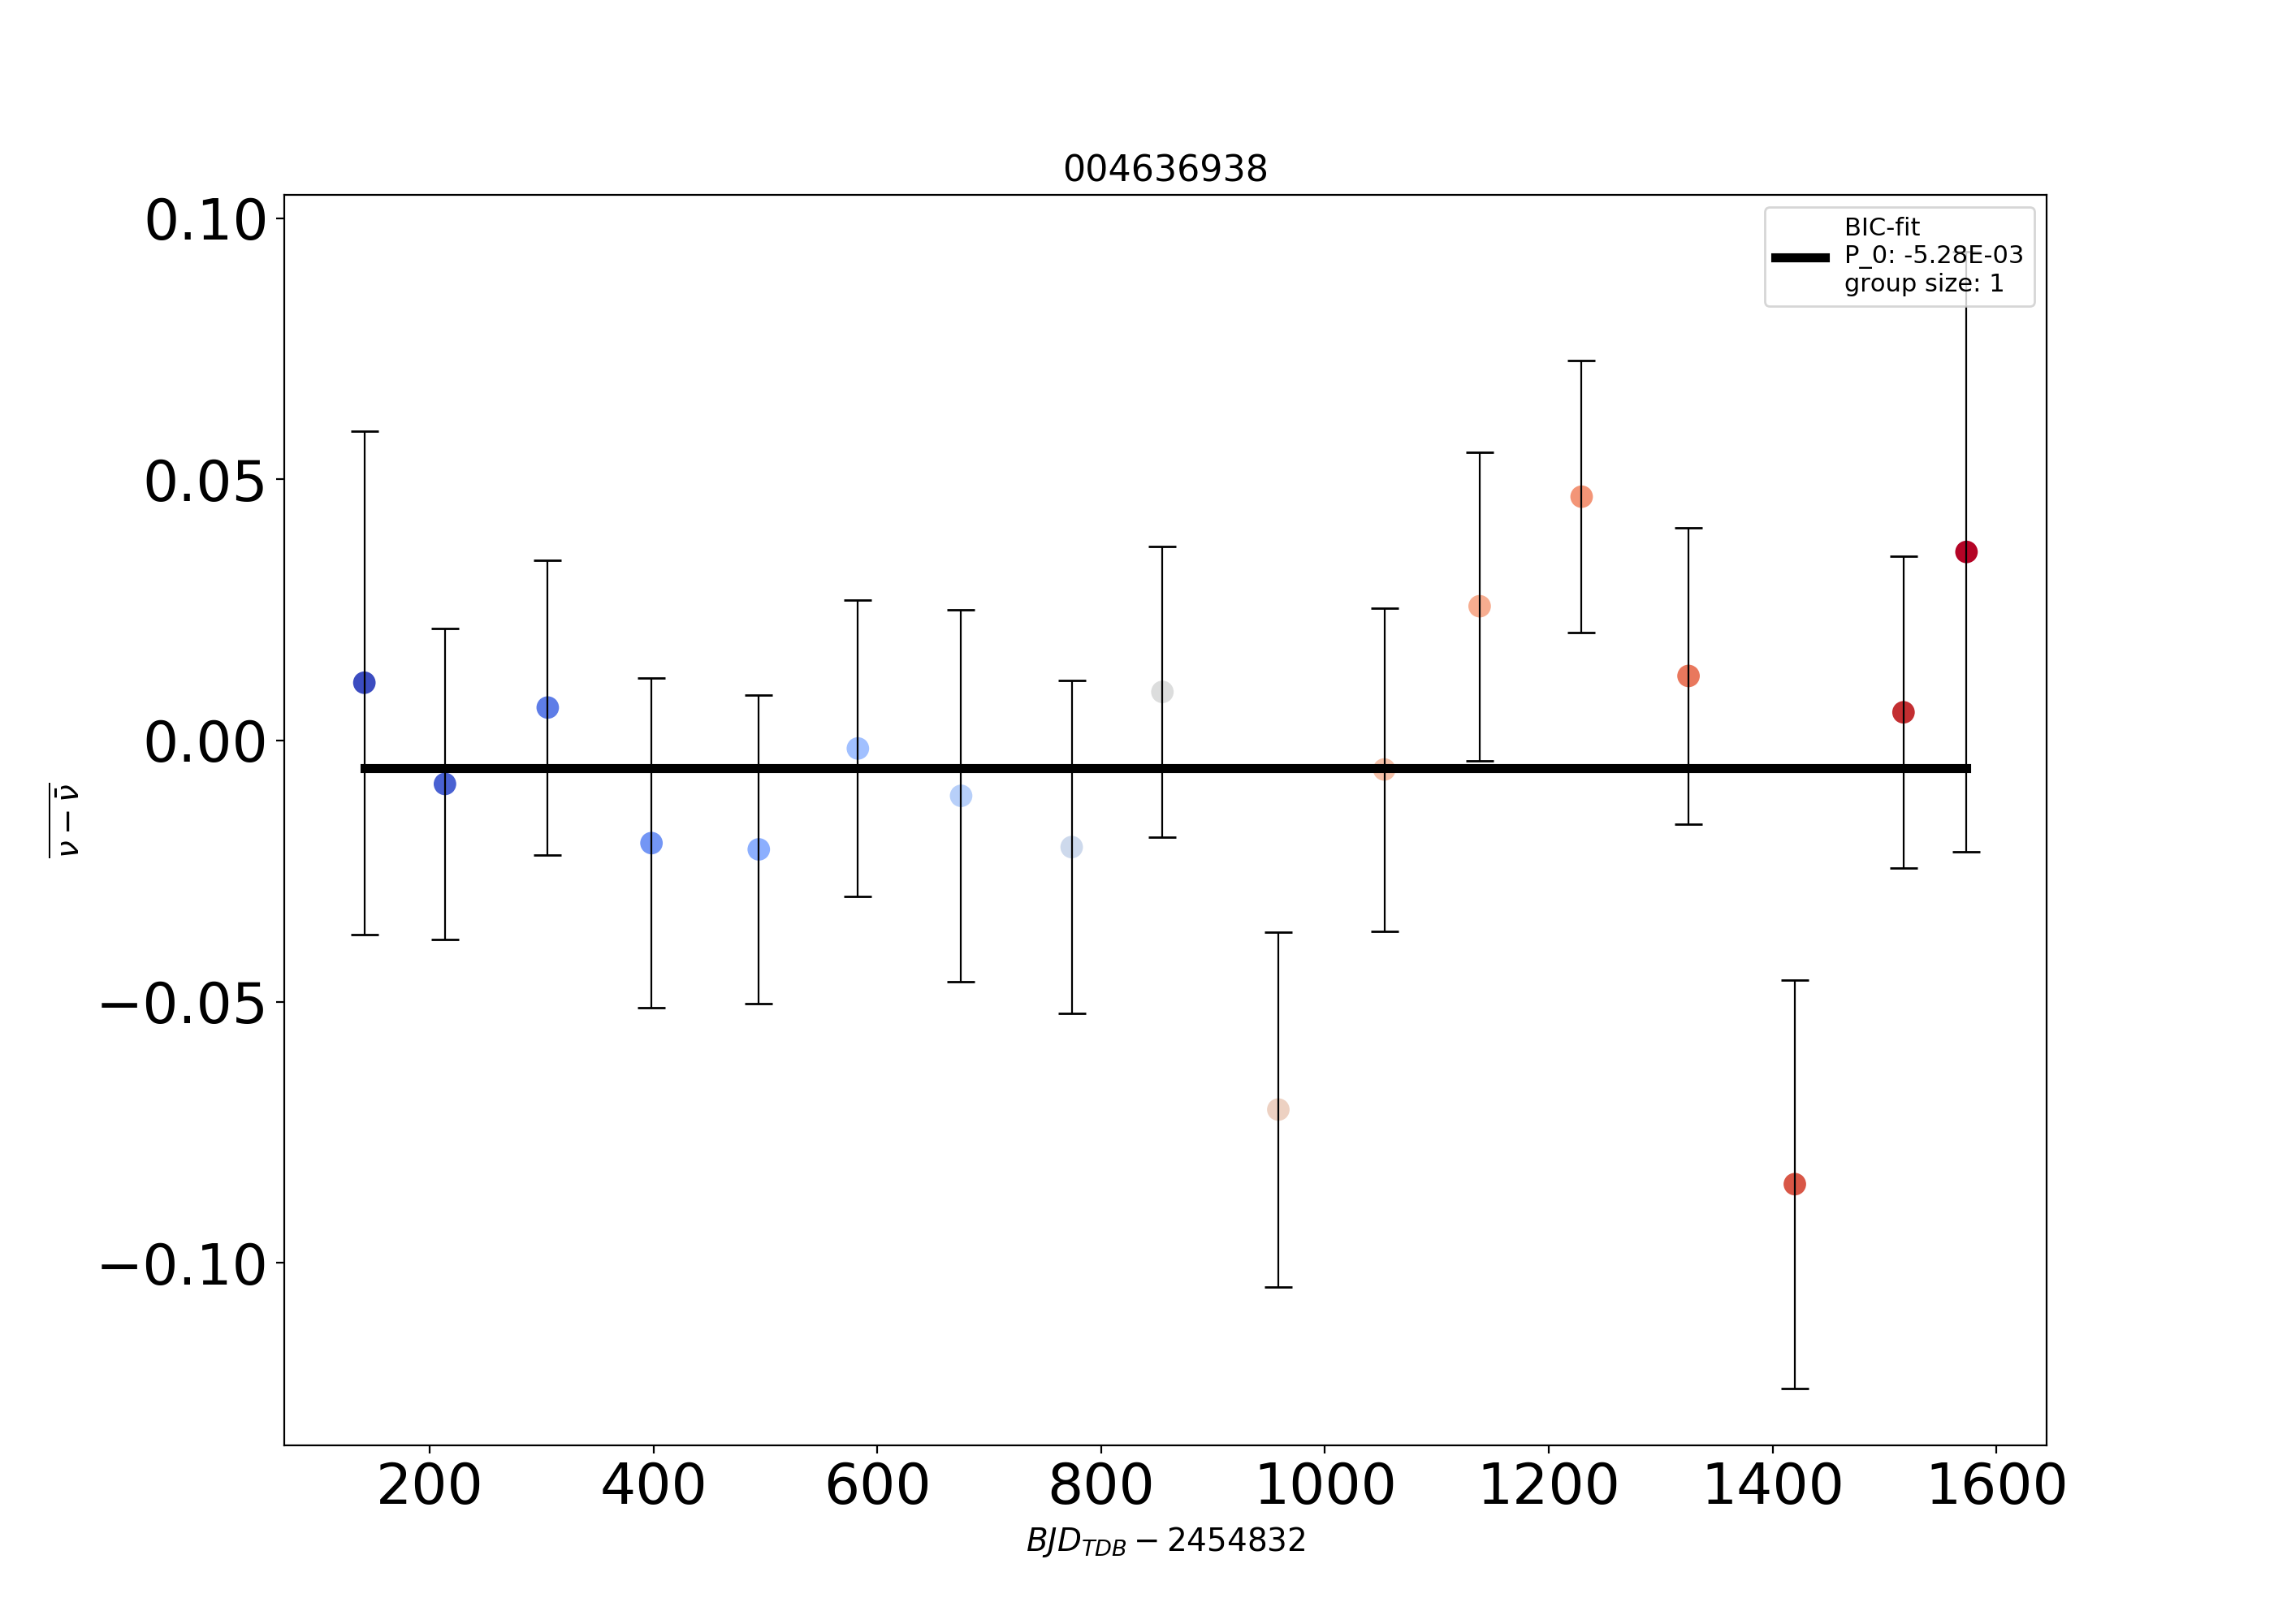 004636938
BIC-fit
P_0: -5.28E-03
group size: 1
0.10
0.05
0.00
−0.05
−0.10
ν − ν̄
200 400 600 800 1000 1200 1400 1600
BJD_TDB − 2454832